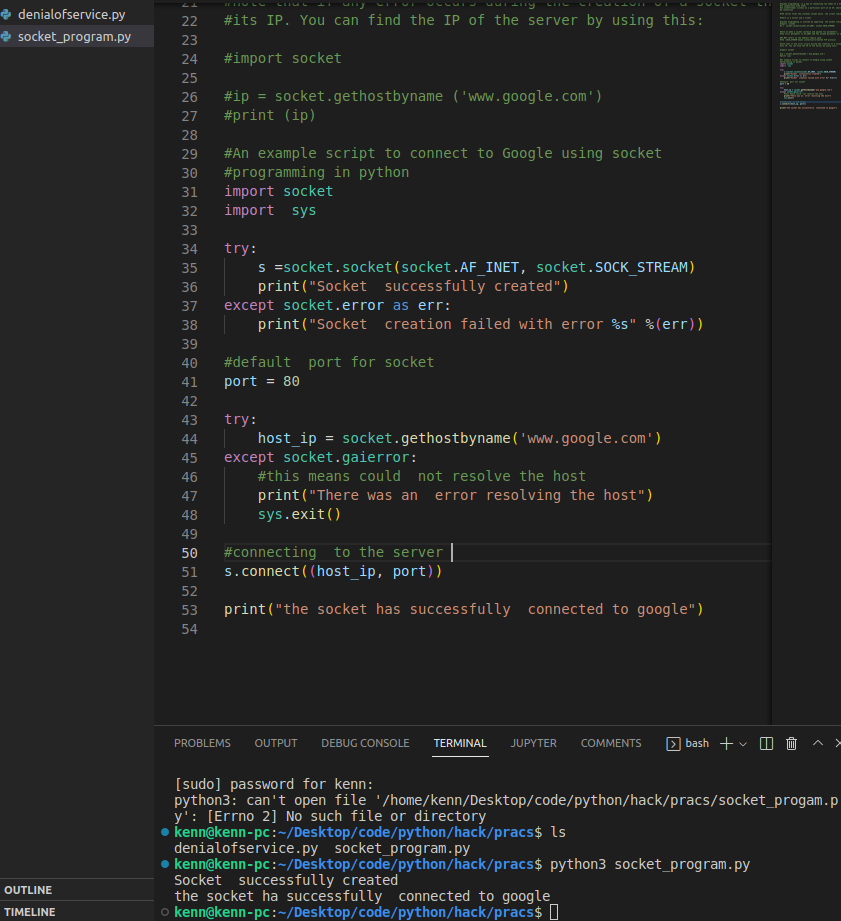 denialofservice.py
socket_program.py
21 #note that if any error occurs during the creation of a socket th
22 #its IP. You can find the IP of the server by using this:
23
24 #import socket
25
26 #ip = socket.gethostbyname ('www.google.com')
27 #print (ip)
28
29 #An example script to connect to Google using socket
30 #programming in python
31 import socket
32 import  sys
33
34 try:
35     s =socket.socket(socket.AF_INET, socket.SOCK_STREAM)
36     print("Socket  successfully created")
37 except socket.error as err:
38     print("Socket  creation failed with error %s" %(err))
39
40 #default  port for socket
41 port = 80
42
43 try:
44     host_ip = socket.gethostbyname('www.google.com')
45 except socket.gaierror:
46     #this means could  not resolve the host
47     print("There was an  error resolving the host")
48     sys.exit()
49
50 #connecting  to the server
51 s.connect((host_ip, port))
52
53 print("the socket has successfully  connected to google")
54
PROBLEMS OUTPUT DEBUG CONSOLE TERMINAL JUPYTER COMMENTS bash
[sudo] password for kenn:
python3: can't open file '/home/kenn/Desktop/code/python/hack/pracs/socket_progam.p
y': [Errno 2] No such file or directory
kenn@kenn-pc:~/Desktop/code/python/hack/pracs$ ls
denialofservice.py  socket_program.py
kenn@kenn-pc:~/Desktop/code/python/hack/pracs$ python3 socket_program.py
Socket  successfully created
the socket ha successfully  connected to google
kenn@kenn-pc:~/Desktop/code/python/hack/pracs$
OUTLINE
TIMELINE